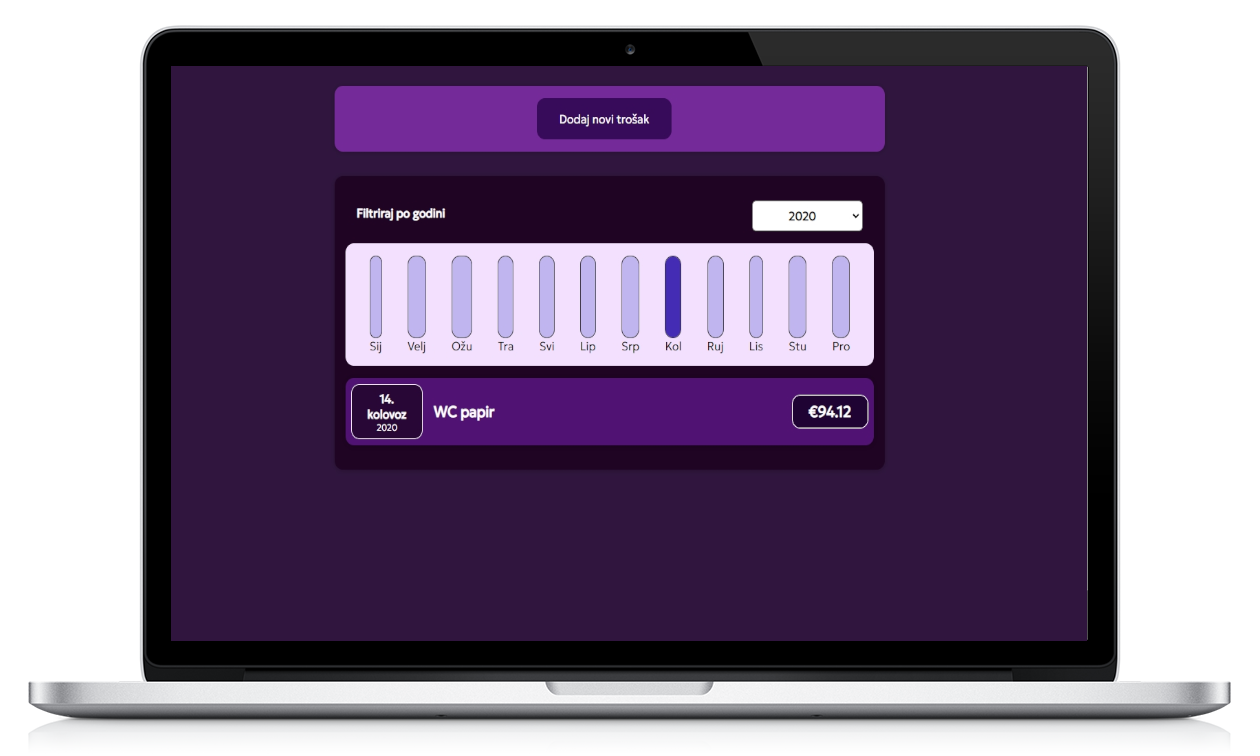 Dodaj novi trošak
Filtriraj po godini
2020
Sij Velj Ožu Tra Svi Lip Srp Kol Ruj Lis Stu Pro
14.
kolovoz
2020
WC papir
€94.12